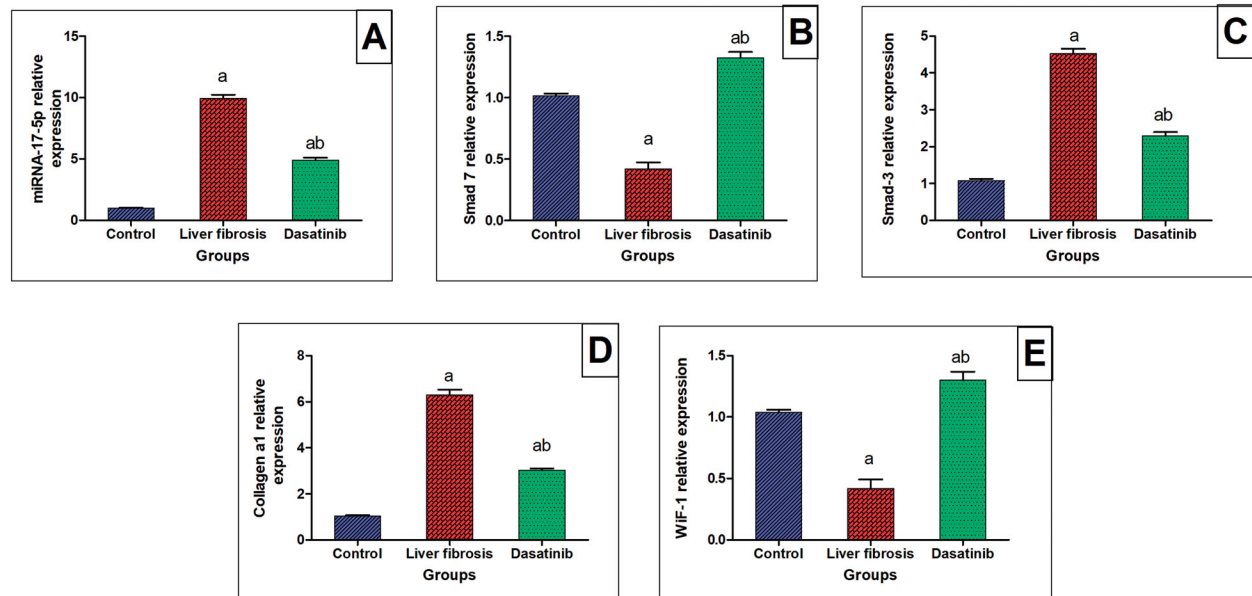 A
miRNA-17-5p relative
expression
15
10
5
0
a
ab
Control Liver fibrosis Dasatinib
Groups
B
Smad 7 relative expression
1.5
1.0
0.5
0.0
a
ab
Control Liver fibrosis Dasatinib
Groups
C
Smad-3 relative expression
5
4
3
2
1
0
a
ab
Control Liver fibrosis Dasatinib
Groups
D
Collagen a1 relative
expression
8
6
4
2
0
a
ab
Control Liver fibrosis Dasatinib
Groups
E
WiF-1 relative expression
1.5
1.0
0.5
0.0
a
ab
Control Liver fibrosis Dasatinib
Groups